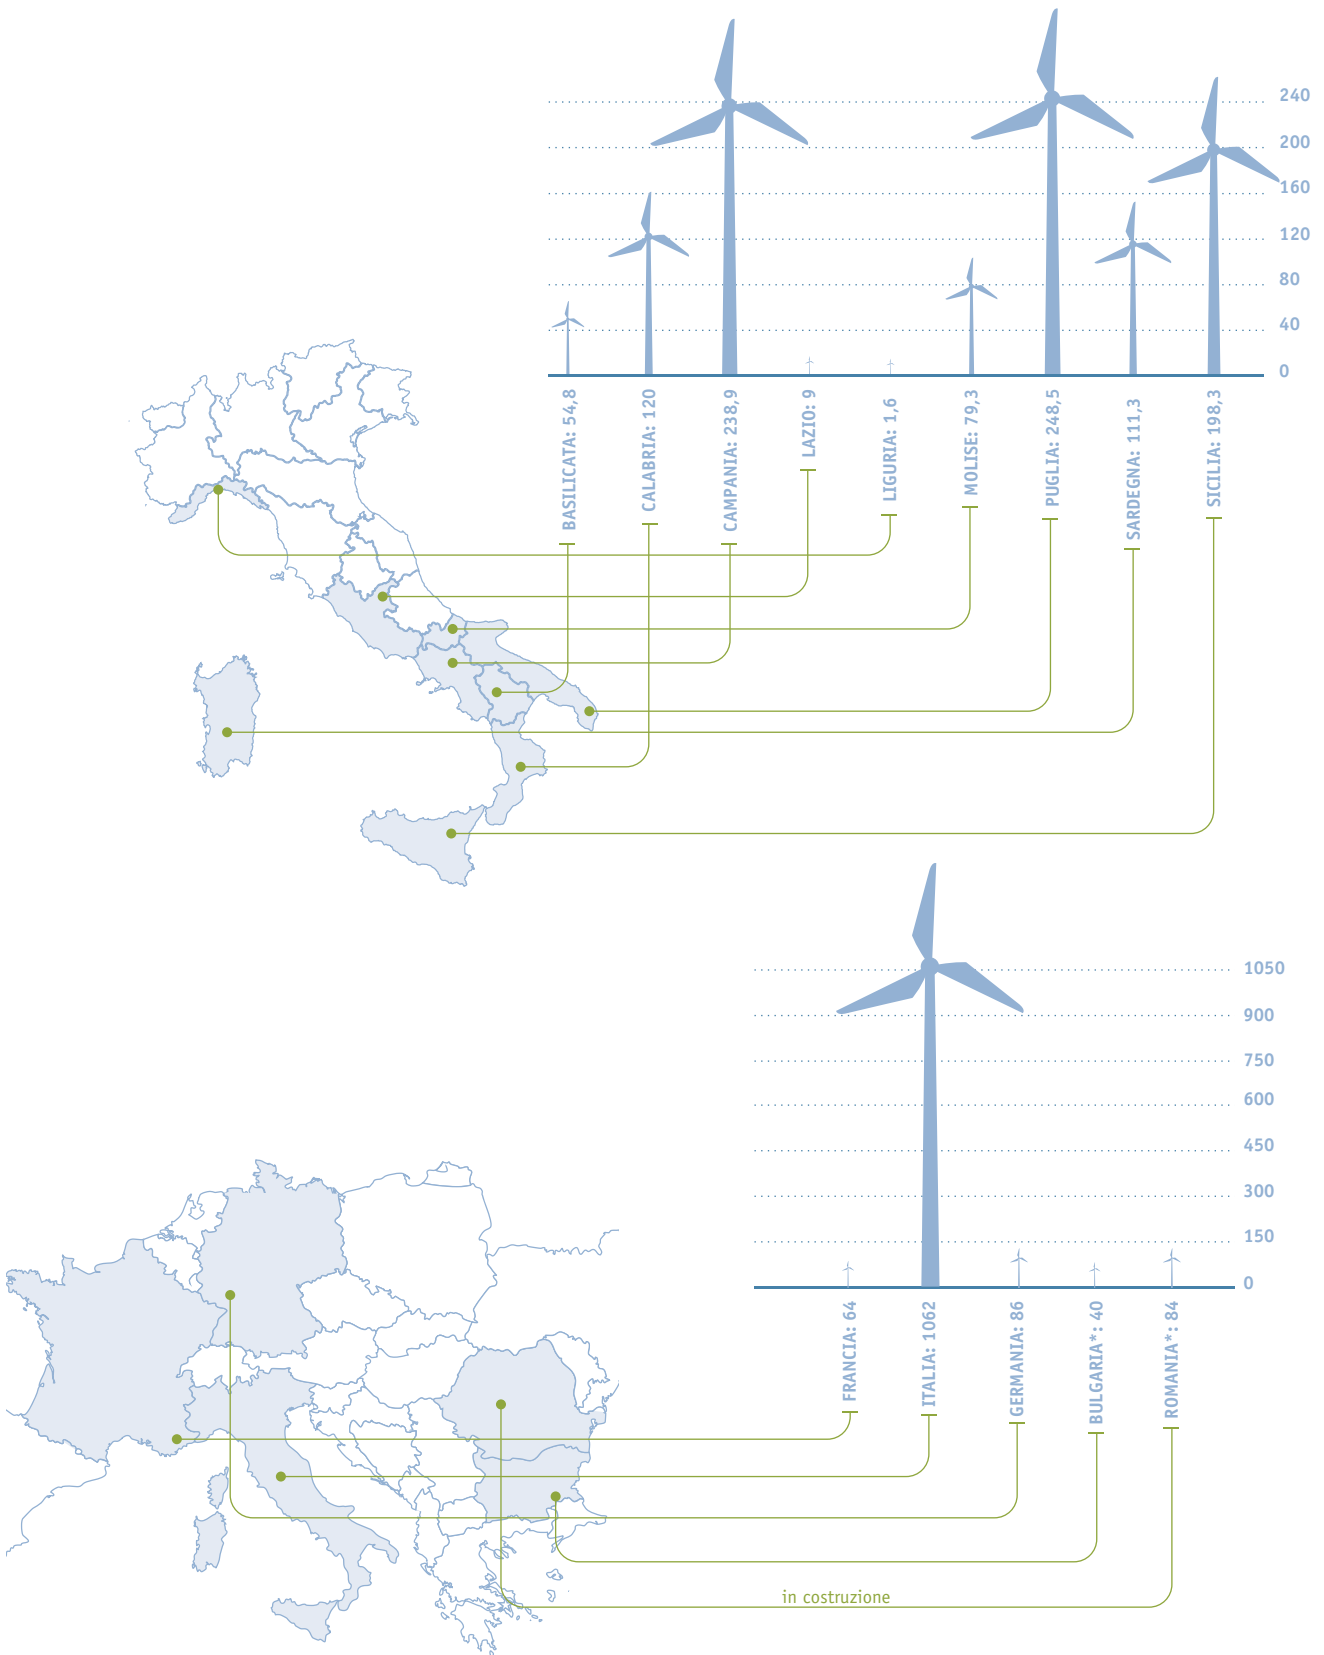 240
200
160
120
80
40
0
BASILICATA: 54,8
CALABRIA: 120
CAMPANIA: 238,9
LAZIO: 9
LIGURIA: 1,6
MOLISE: 79,3
PUGLIA: 248,5
SARDEGNA: 111,3
SICILIA: 198,3
1050
900
750
600
450
300
150
0
FRANCIA: 64
ITALIA: 1062
GERMANIA: 86
BULGARIA*: 40
ROMANIA*: 84
in costruzione